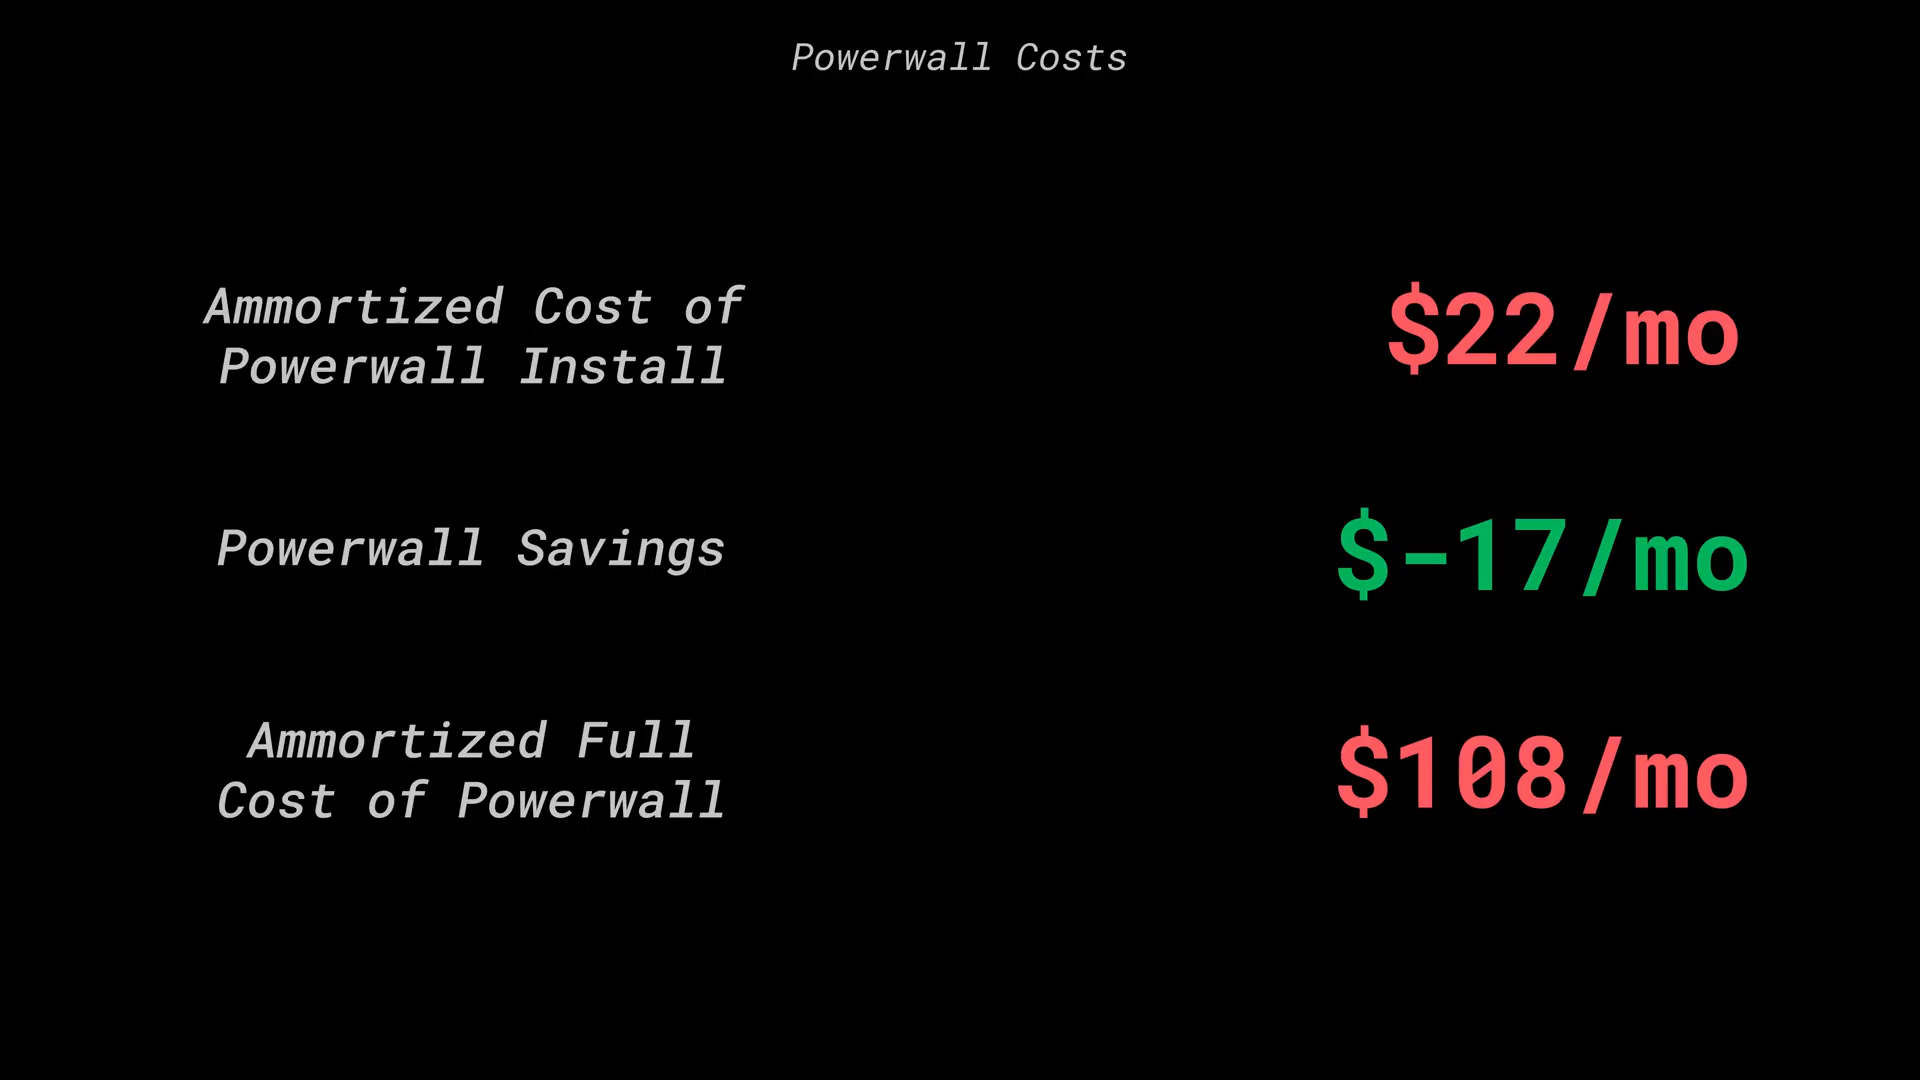 Powerwall Costs
Ammortized Cost of
Powerwall Install
$22/mo
Powerwall Savings
$-17/mo
Ammortized Full
Cost of Powerwall
$108/mo